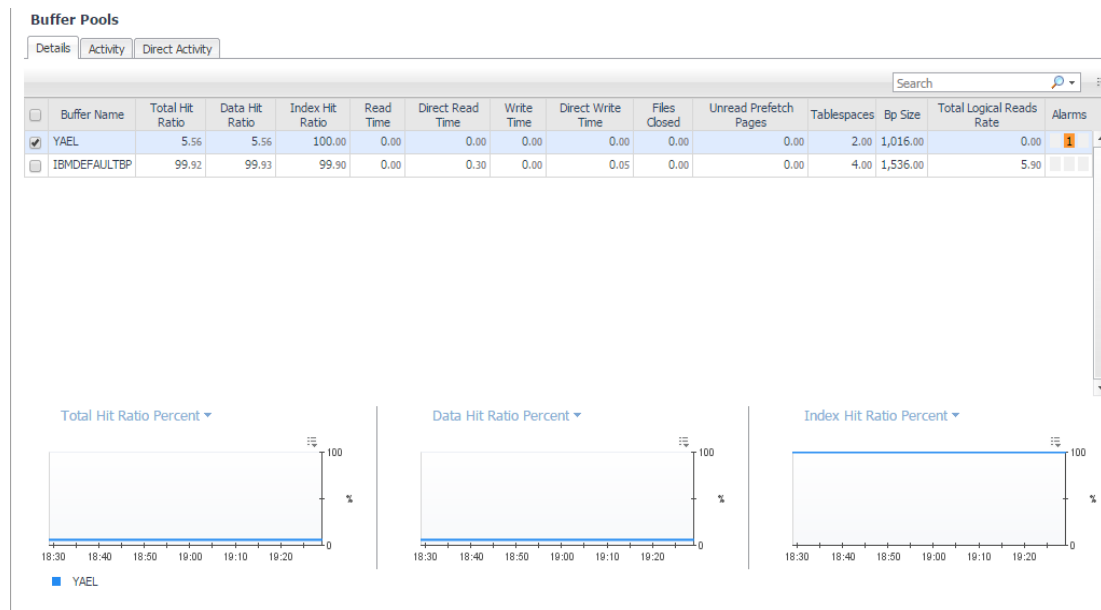 Buffer Pools
Details Activity Direct Activity
Search
Buffer Name Total Hit Ratio Data Hit Ratio Index Hit Ratio Read Time Direct Read Time Write Time Direct Write Time Files Closed Unread Prefetch Pages Tablespaces Bp Size Total Logical Reads Rate Alarms
YAEL 5.56 5.56 100.00 0.00 0.00 0.00 0.00 0.00 0.00 2.00 1,016.00 0.00 1
IBMDEFAULTBP 99.92 99.93 99.90 0.00 0.30 0.00 0.05 0.00 0.00 4.00 1,536.00 5.90
Total Hit Ratio Percent Data Hit Ratio Percent Index Hit Ratio Percent
100 100 100
% % %
0 0 0
18:30 18:40 18:50 19:00 19:10 19:20 18:30 18:40 18:50 19:00 19:10 19:20 18:30 18:40 18:50 19:00 19:10 19:20
YAEL